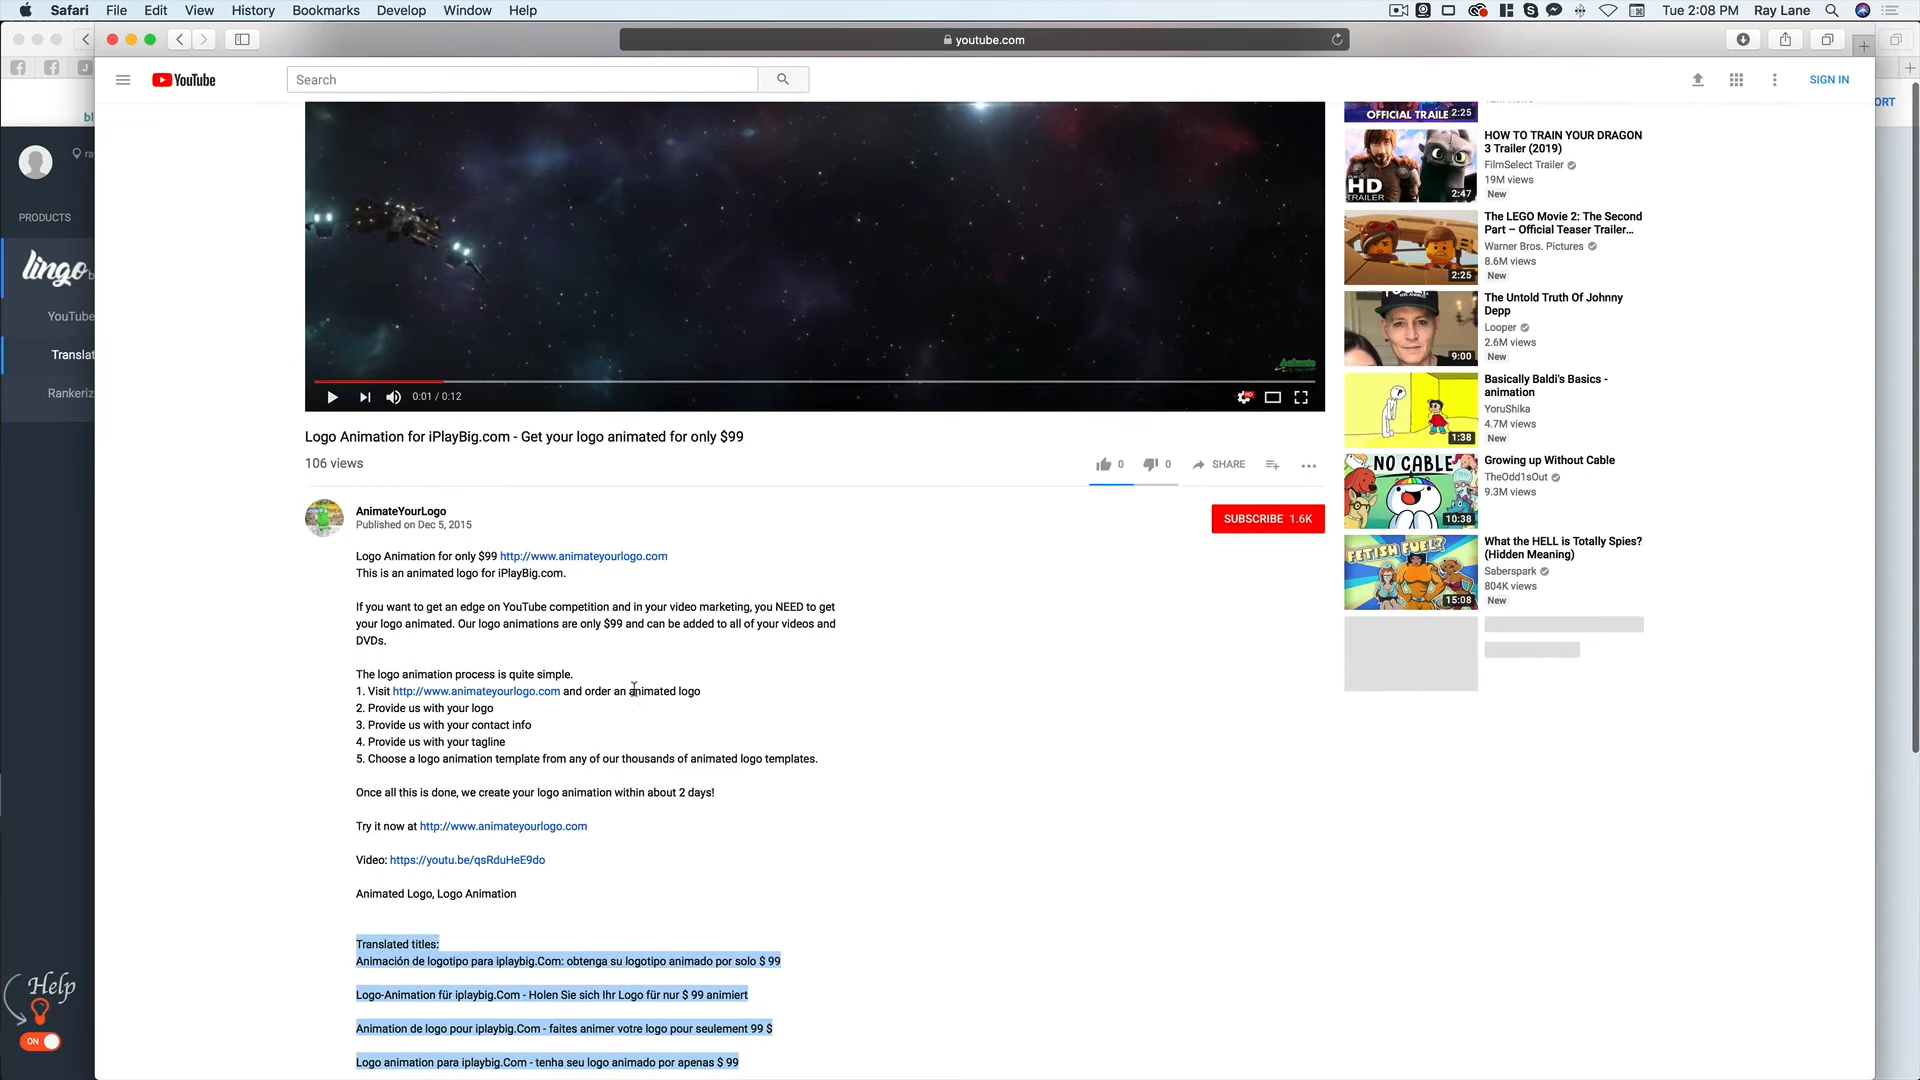 Safari File Edit View History Bookmarks Develop Window Help
Tue 2:08 PM Ray Lane
youtube.com
YouTube
Search
SIGN IN
ORT
bl
ra
PRODUCTS
lingo
YouTube
Translat
Rankeriz
Help
ON
0:01 / 0:12
HD
Logo Animation for iPlayBig.com - Get your logo animated for only $99
106 views
0
0
SHARE
AnimateYourLogo
Published on Dec 5, 2015
SUBSCRIBE 1.6K
Logo Animation for only $99 http://www.animateyourlogo.com
This is an animated logo for iPlayBig.com.
If you want to get an edge on YouTube competition and in your video marketing, you NEED to get
your logo animated. Our logo animations are only $99 and can be added to all of your videos and
DVDs.
The logo animation process is quite simple.
1. Visit http://www.animateyourlogo.com and order an animated logo
2. Provide us with your logo
3. Provide us with your contact info
4. Provide us with your tagline
5. Choose a logo animation template from any of our thousands of animated logo templates.
Once all this is done, we create your logo animation within about 2 days!
Try it now at http://www.animateyourlogo.com
Video: https://youtu.be/qsRduHeE9do
Animated Logo, Logo Animation
Translated titles:
Animación de logotipo para iplaybig.Com: obtenga su logotipo animado por solo $ 99
Logo-Animation für iplaybig.Com - Holen Sie sich Ihr Logo für nur $ 99 animiert
Animation de logo pour iplaybig.Com - faites animer votre logo pour seulement 99 $
Logo animation para iplaybig.Com - tenha seu logo animado por apenas $ 99
OFFICIAL TRAILE
2:25
HD
TRAILER
2:47
HOW TO TRAIN YOUR DRAGON
3 Trailer (2019)
FilmSelect Trailer
19M views
New
2:25
The LEGO Movie 2: The Second
Part – Official Teaser Trailer...
Warner Bros. Pictures
8.6M views
New
9:00
The Untold Truth Of Johnny
Depp
Looper
2.6M views
New
1:38
Basically Baldi's Basics -
animation
YoruShika
4.7M views
New
NO CABLE
10:38
Growing up Without Cable
TheOdd1sOut
9.3M views
FETISH FUEL?
15:08
What the HELL is Totally Spies?
(Hidden Meaning)
Saberspark
804K views
New